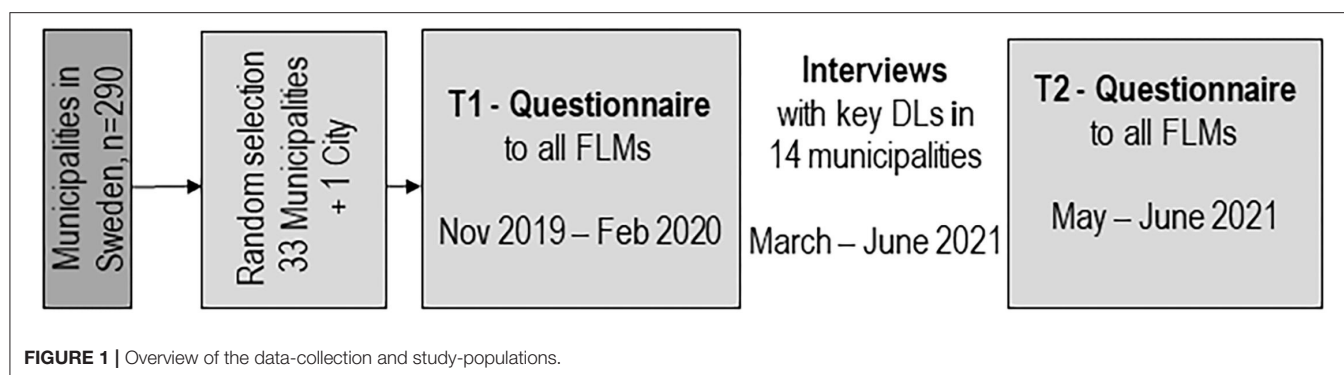 Municipalities in
Sweden, n=290
Random selection
33 Municipalities
+ 1 City
T1 - Questionnaire
to all FLMs
Nov 2019 – Feb 2020
Interviews
with key DLs in
14 municipalities
March – June 2021
T2 - Questionnaire
to all FLMs
May – June 2021
FIGURE 1 | Overview of the data-collection and study-populations.